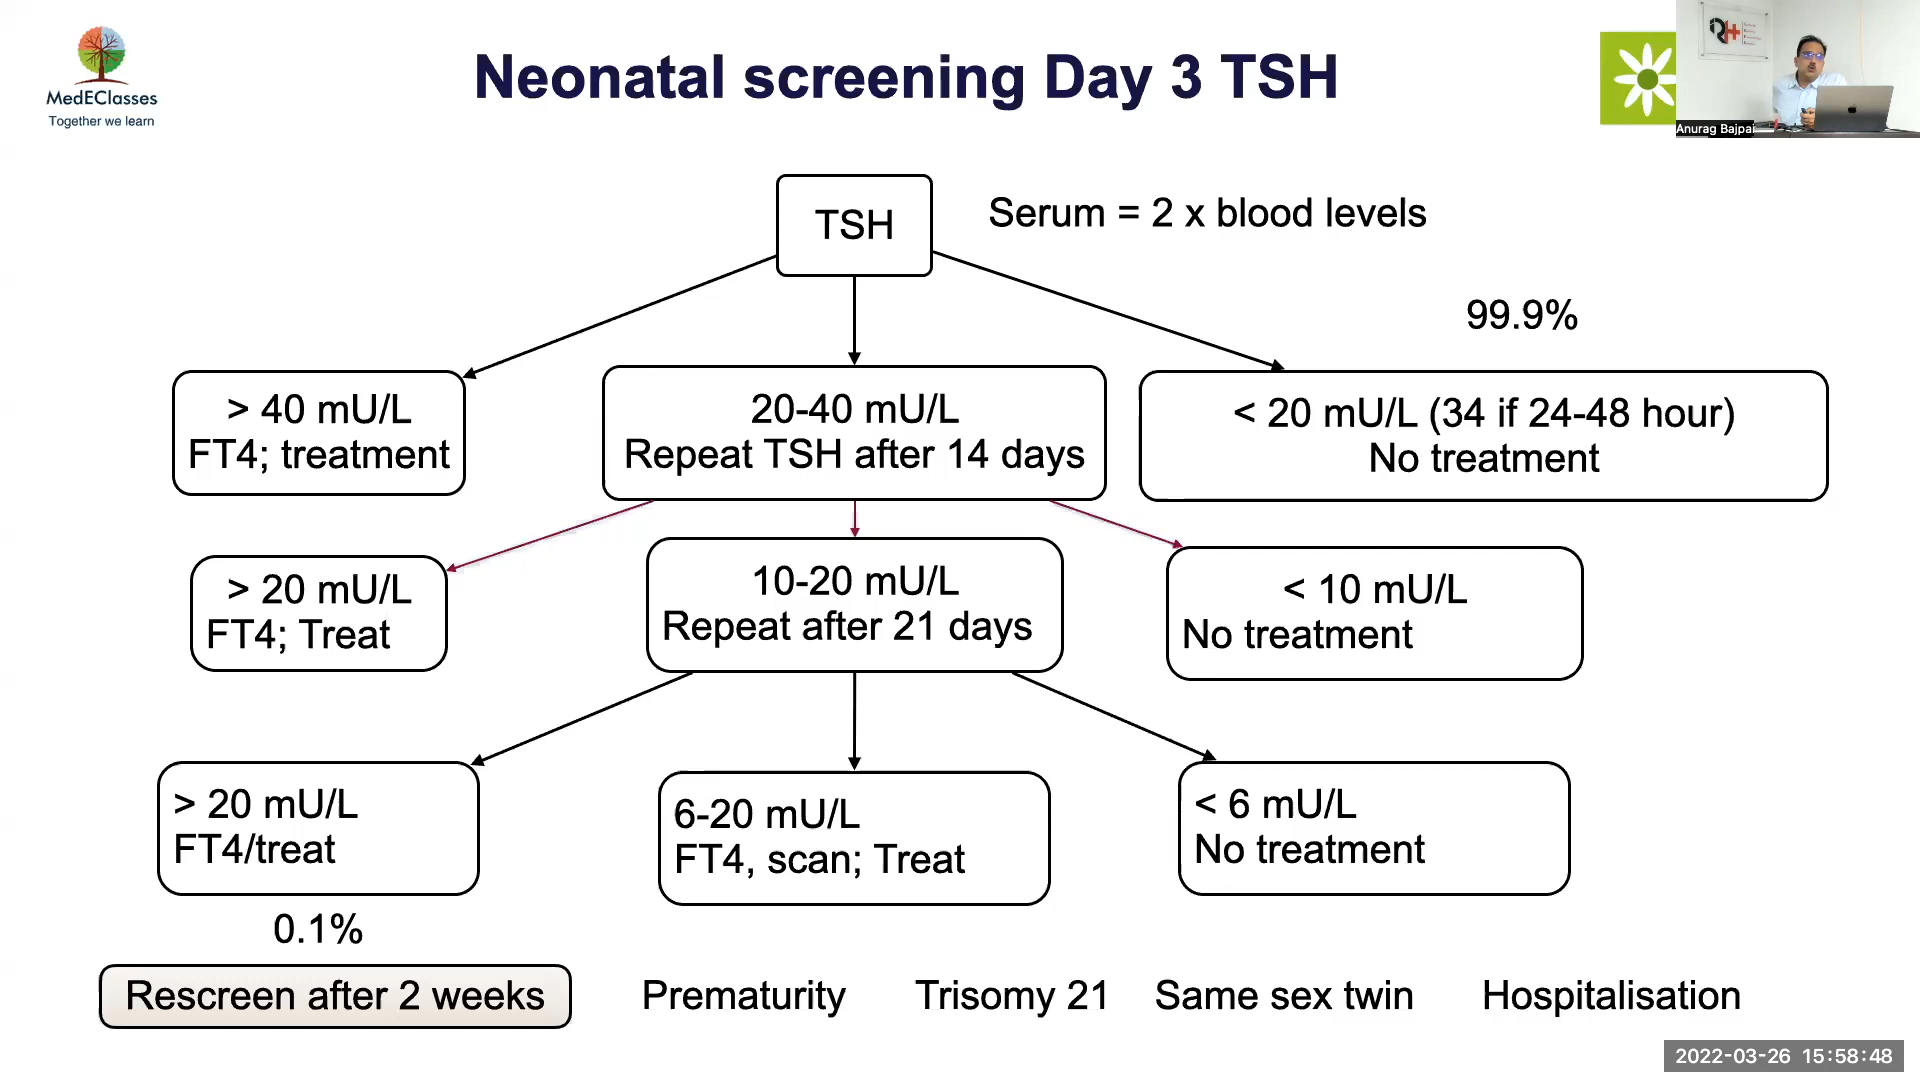 MedEClasses
Together we learn
Neonatal screening Day 3 TSH
Anurag Bajpai
TSH
Serum = 2 x blood levels
99.9%
> 40 mU/L
FT4; treatment
20-40 mU/L
Repeat TSH after 14 days
< 20 mU/L (34 if 24-48 hour)
No treatment
> 20 mU/L
FT4; Treat
10-20 mU/L
Repeat after 21 days
< 10 mU/L
No treatment
> 20 mU/L
FT4/treat
6-20 mU/L
FT4, scan; Treat
< 6 mU/L
No treatment
0.1%
Rescreen after 2 weeks
Prematurity
Trisomy 21
Same sex twin
Hospitalisation
2022-03-26 15:58:48